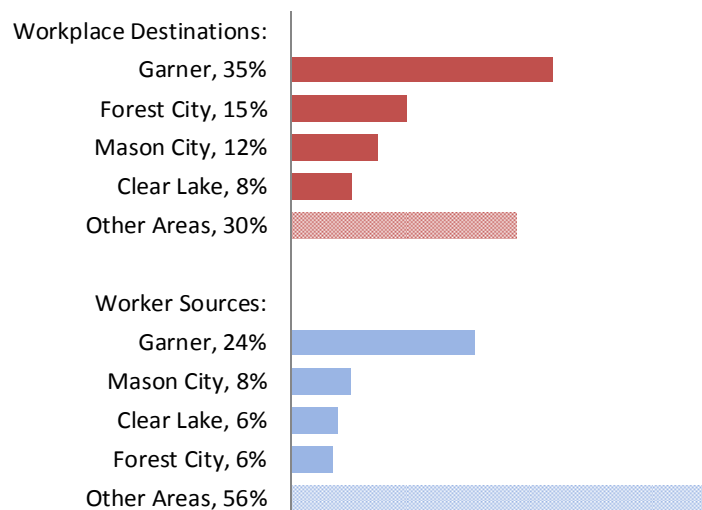 Workplace Destinations:
Garner, 35%
Forest City, 15%
Mason City, 12%
Clear Lake, 8%
Other Areas, 30%
Worker Sources:
Garner, 24%
Mason City, 8%
Clear Lake, 6%
Forest City, 6%
Other Areas, 56%